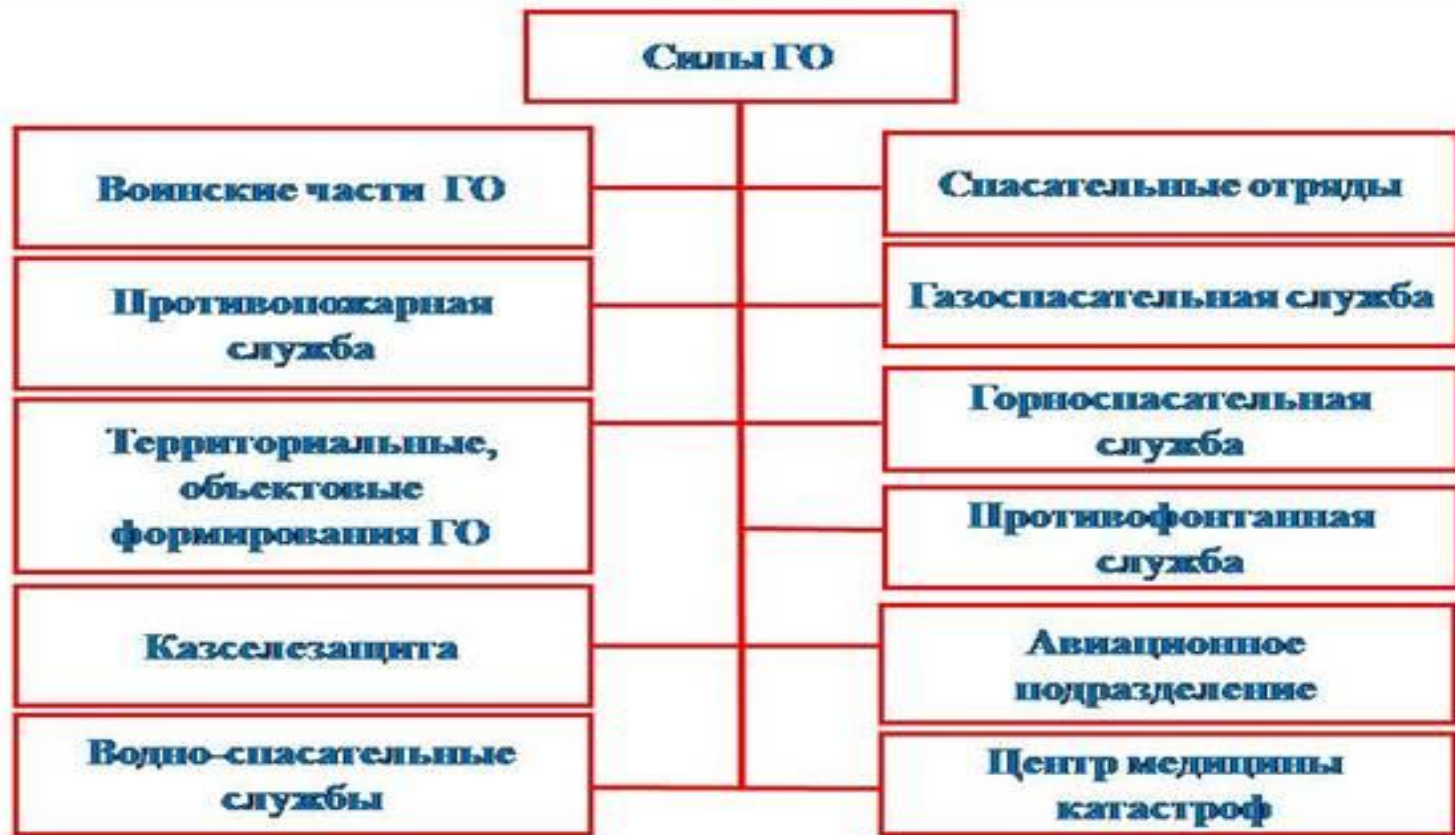 Силы ГО
Воинские части ГО
Противопожарная
служба
Территориальные,
объектовые
формирования ГО
Казселезащита
Водно-спасательные
службы
Спасательные отряды
Газоспасательная служба
Горноспасательная
служба
Противофонтанная
служба
Авиационное
подразделение
Центр медицины
катастроф